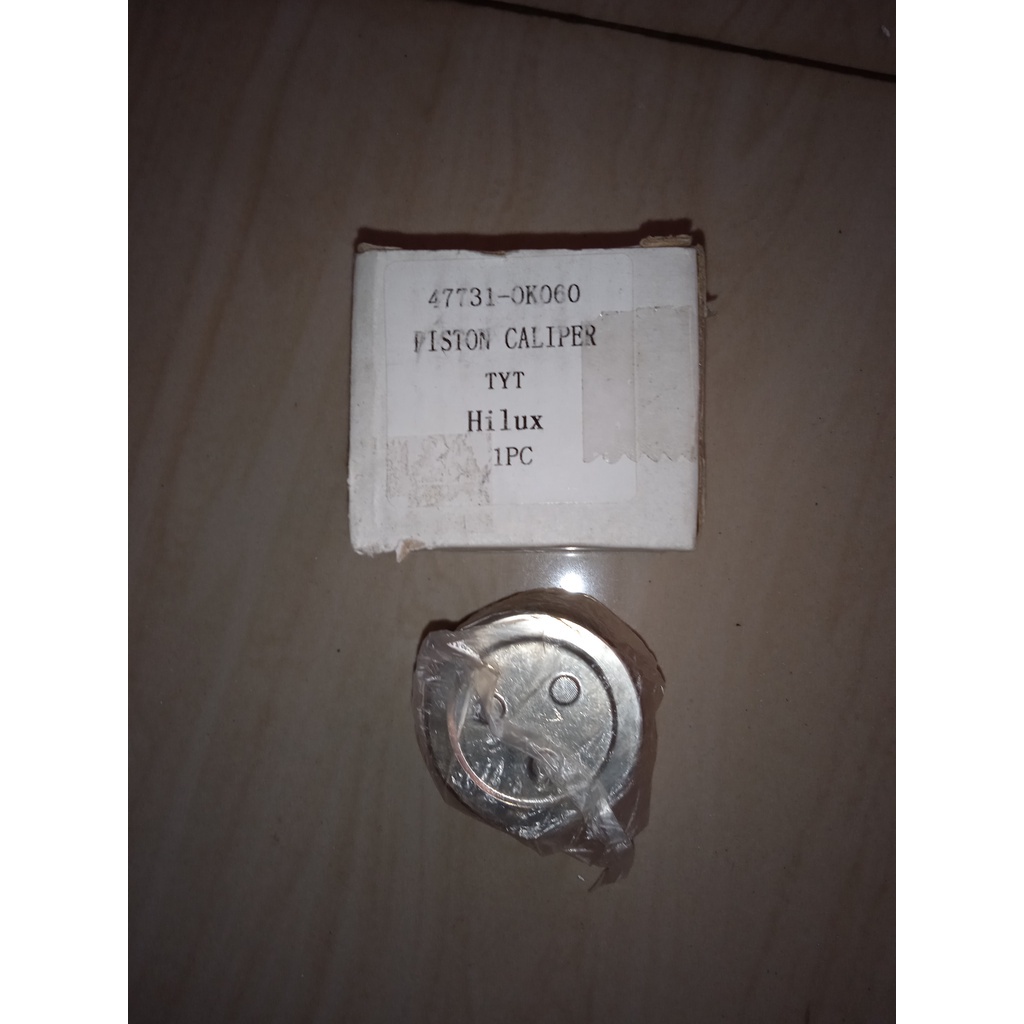 47731-0K060
PISTON CALIPER
TYT
Hilux
1PC